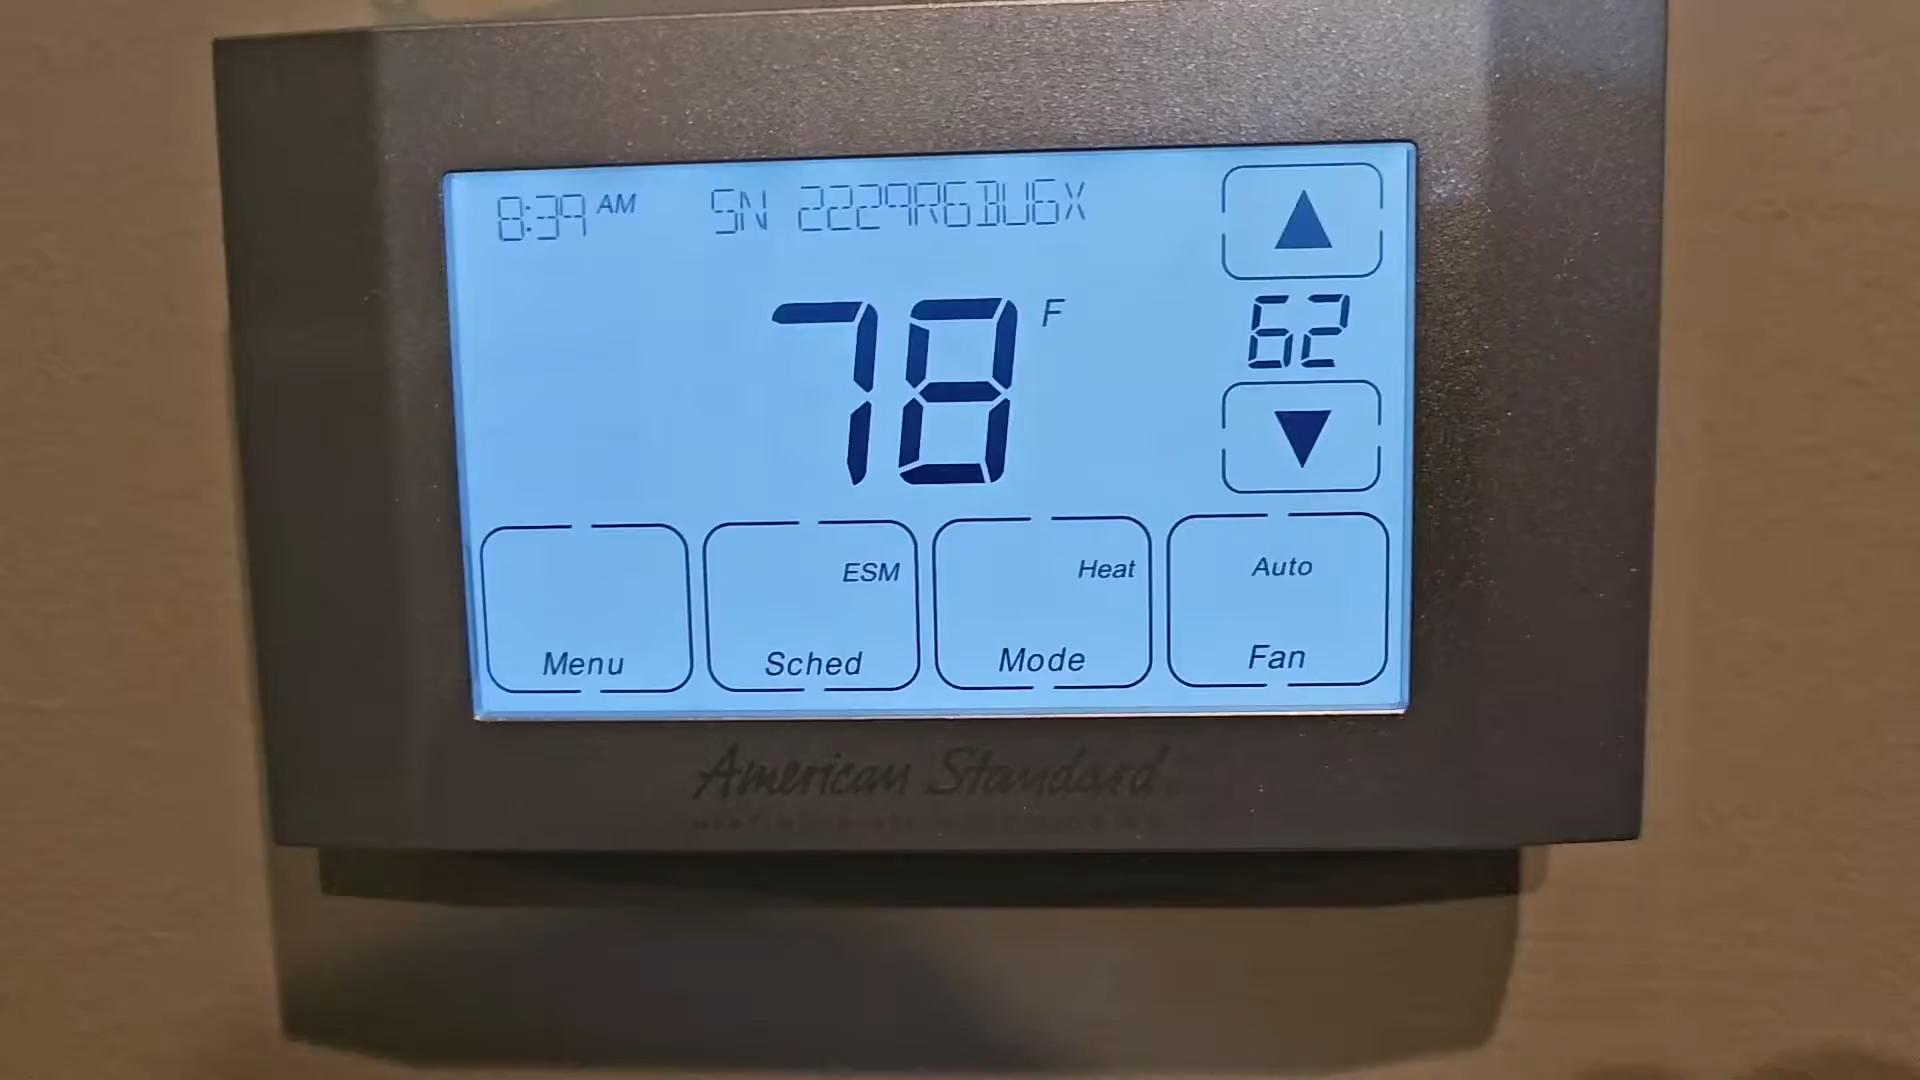 8:39 AM SN 2229R6BU6X
78 F
62
ESM Heat Auto
Menu Sched Mode Fan
American Standard